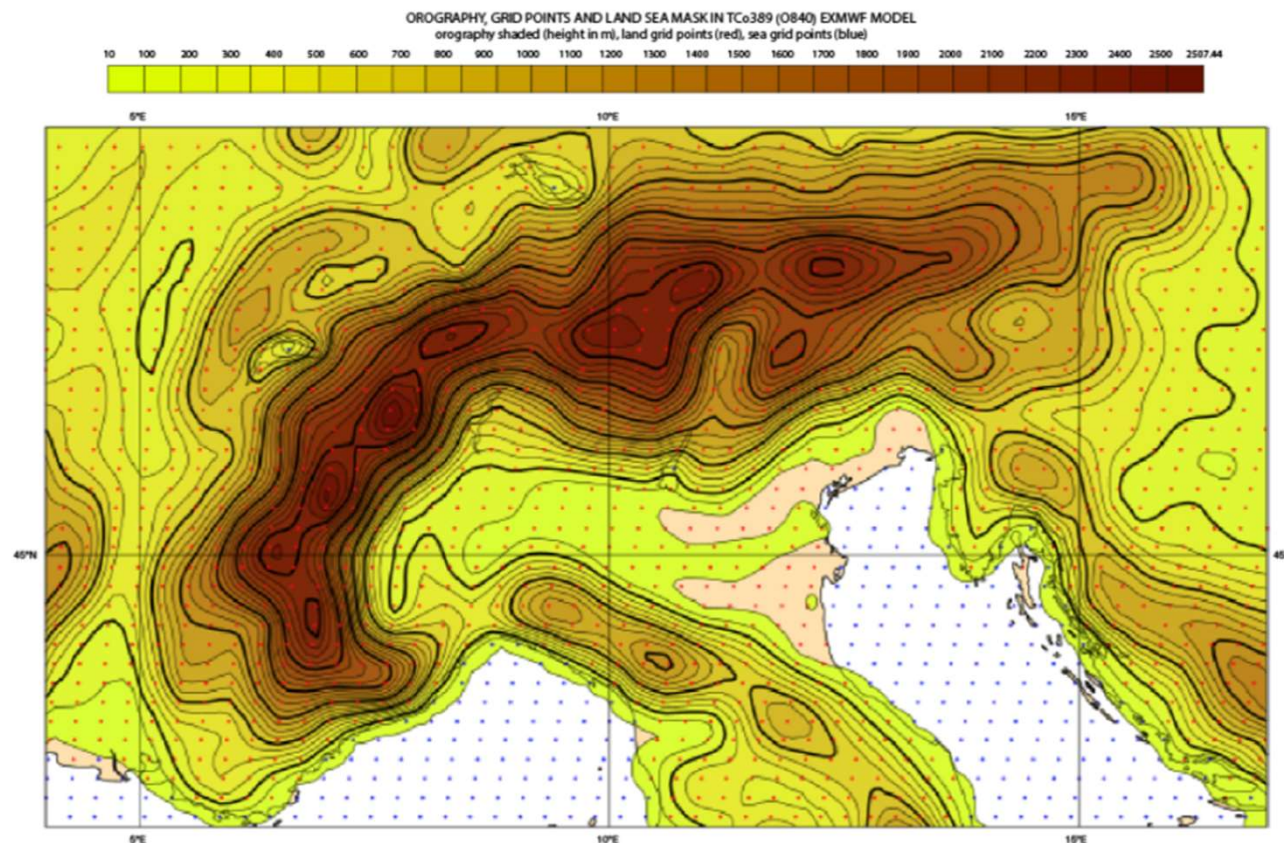 OROGRAPHY, GRID POINTS AND LAND SEA MASK IN TCo389 (O840) EXMWF MODEL
orography shaded (height in m), land grid points (red), sea grid points (blue)
10 100 200 300 400 500 600 700 800 900 1000 1100 1200 1300 1400 1500 1600 1700 1800 1900 2000 2100 2200 2300 2400 2500 2507.44
5°E 10°E 15°E
45°N 45
5°E 10°E 15°E